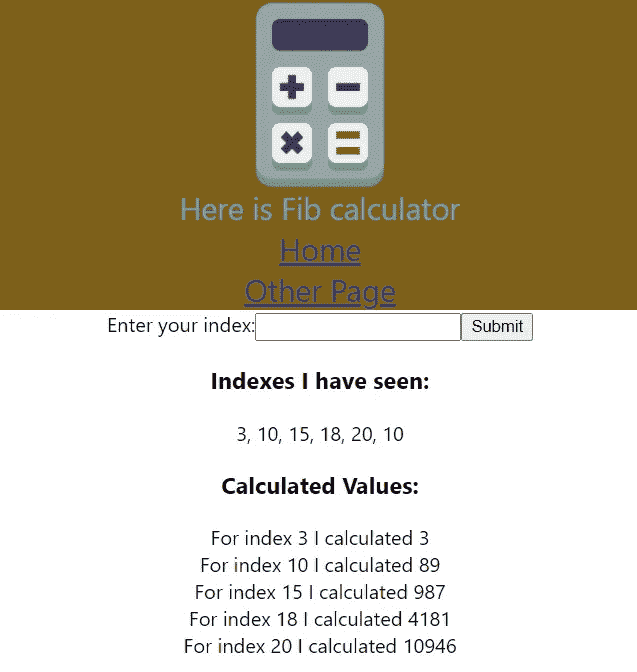 Here is Fib calculator
Home
Other Page
Enter your index: Submit
Indexes I have seen:
3, 10, 15, 18, 20, 10
Calculated Values:
For index 3 I calculated 3
For index 10 I calculated 89
For index 15 I calculated 987
For index 18 I calculated 4181
For index 20 I calculated 10946